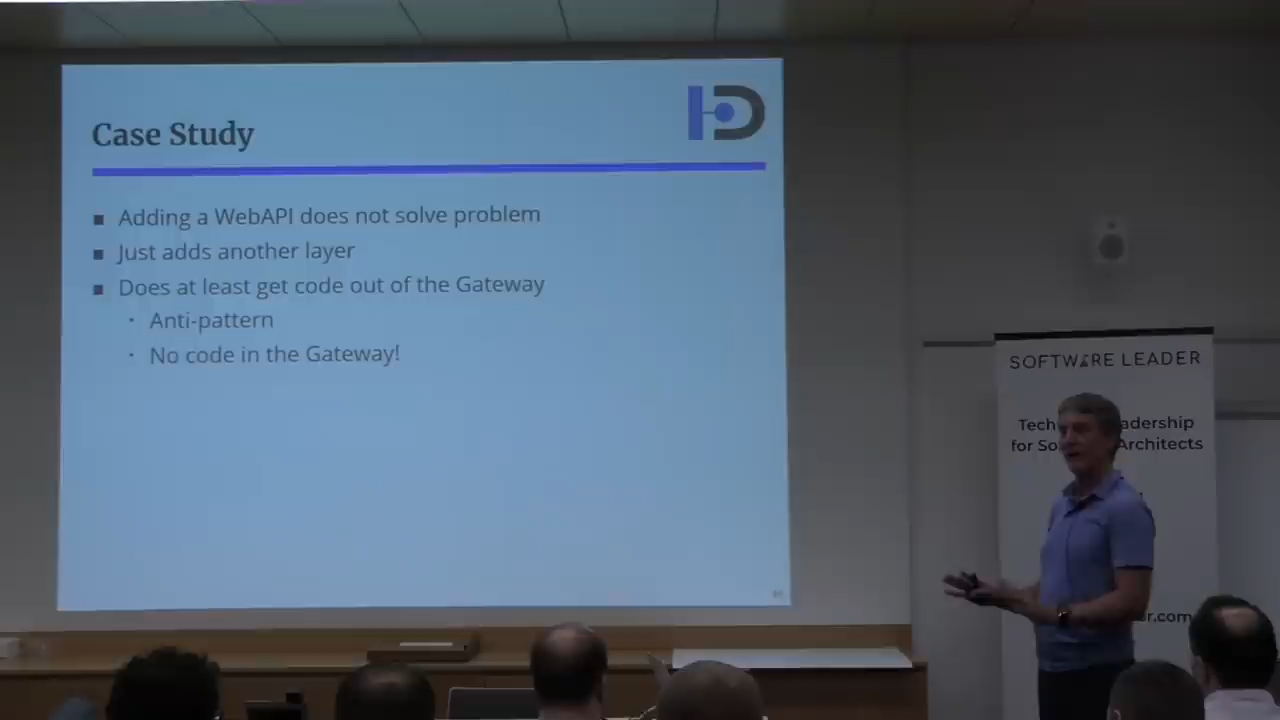 Case Study
Adding a WebAPI does not solve problem
Just adds another layer
Does at least get code out of the Gateway
Anti-pattern
No code in the Gateway!
SOFTWARE LEADER
Tech adership
for So Architects
r.com